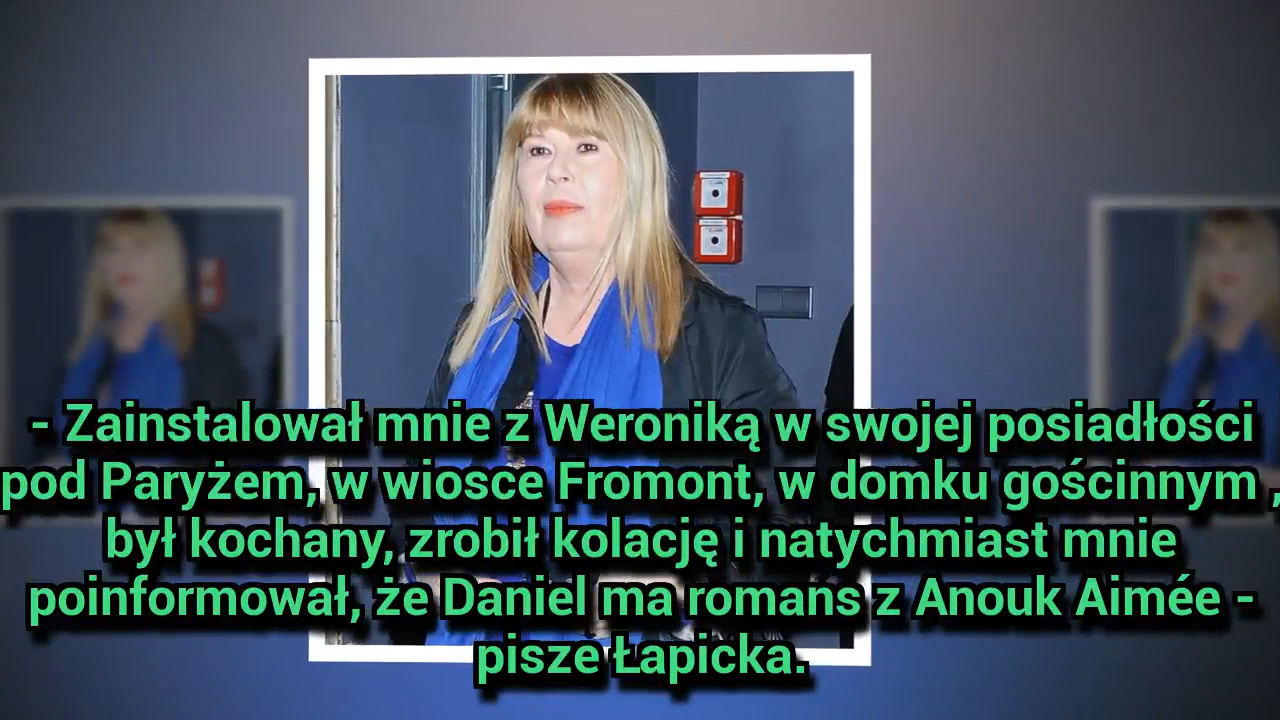 - Zainstalował mnie z Weroniką w swojej posiadłości
pod Paryżem, w wiosce Fromont, w domku gościnnym ,
był kochany, zrobił kolację i natychmiast mnie
poinformował, że Daniel ma romans z Anouk Aimée -
pisze Łapicka.